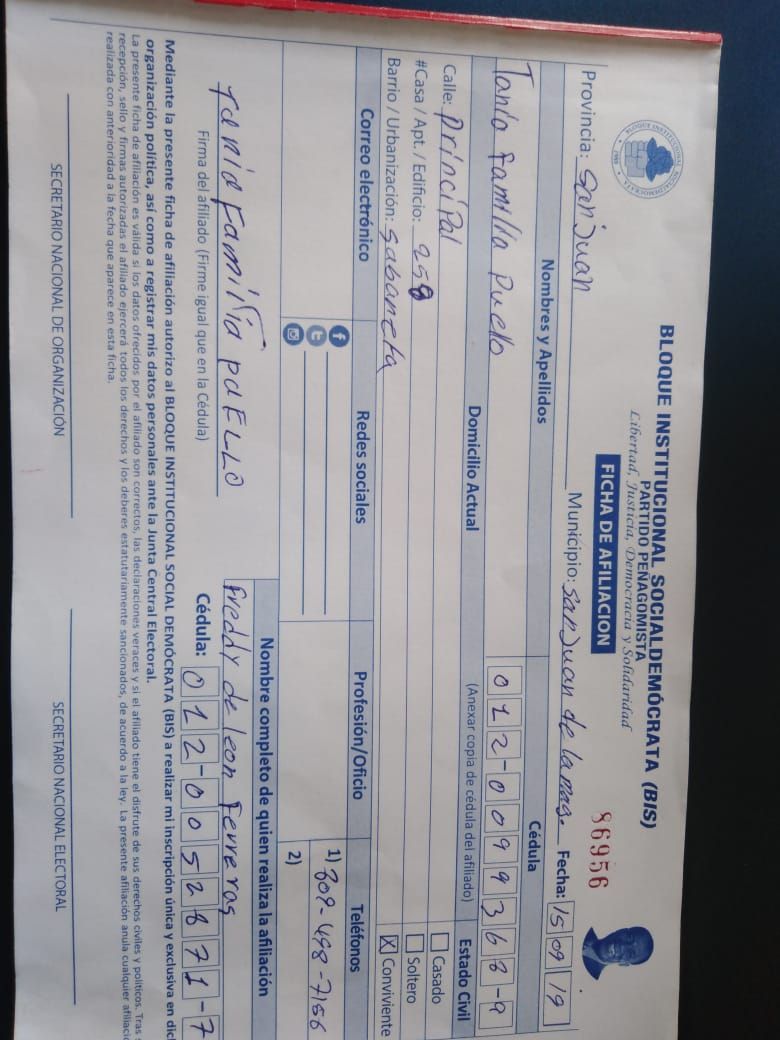 BLOQUE INSTITUCIONAL SOCIALDEMÓCRATA (BIS)
PARTIDO PEÑAGOMISTA
Libertad, Justicia, Democracia y Solidaridad
FICHA DE AFILIACION
86956
BLOQUE INSTITUCIONAL SOCIALDEMOCRATA
Provincia: San Juan Municipio: San Juan de la mag. Fecha: 15 09 19
Nombres y Apellidos Cédula
Tania familia Puello 012-0099368-9
Domicilio Actual (Anexar copia de cédula del afiliado) Estado Civil
Calle: principal Casado
#Casa / Apt. / Edificio: 258 Soltero
Barrio / Urbanización: Sabaneta X Conviviente
Correo electrónico Redes sociales Profesión/Oficio Teléfonos
1) 809-498-7156
2)
Nombre completo de quien realiza la afiliación
Tania Familia puello Freddy de leon Ferreras
Firma del afiliado (Firme igual que en la Cédula) Cédula: 012-0052871-7
Mediante la presente ficha de afiliación autorizo al BLOQUE INSTITUCIONAL SOCIAL DEMÓCRATA (BIS) a realizar mi inscripción única y exclusiva en dich
organización política, así como a registrar mis datos personales ante la Junta Central Electoral.
La presente ficha de afiliación es válida si los datos ofrecidos por el afiliado son correctos, las declaraciones veraces y si el afiliado tiene el disfrute de sus derechos civiles y políticos. Tras
recepción, sello y firmas autorizadas el afiliado ejercerá todos los derechos y los deberes estatutariamente sancionados, de acuerdo a la ley. La presente afiliación anula cualquier afiliació
realizada con anterioridad a la fecha que aparece en esta ficha.
SECRETARIO NACIONAL DE ORGANIZACIÓN SECRETARIO NACIONAL ELECTORAL